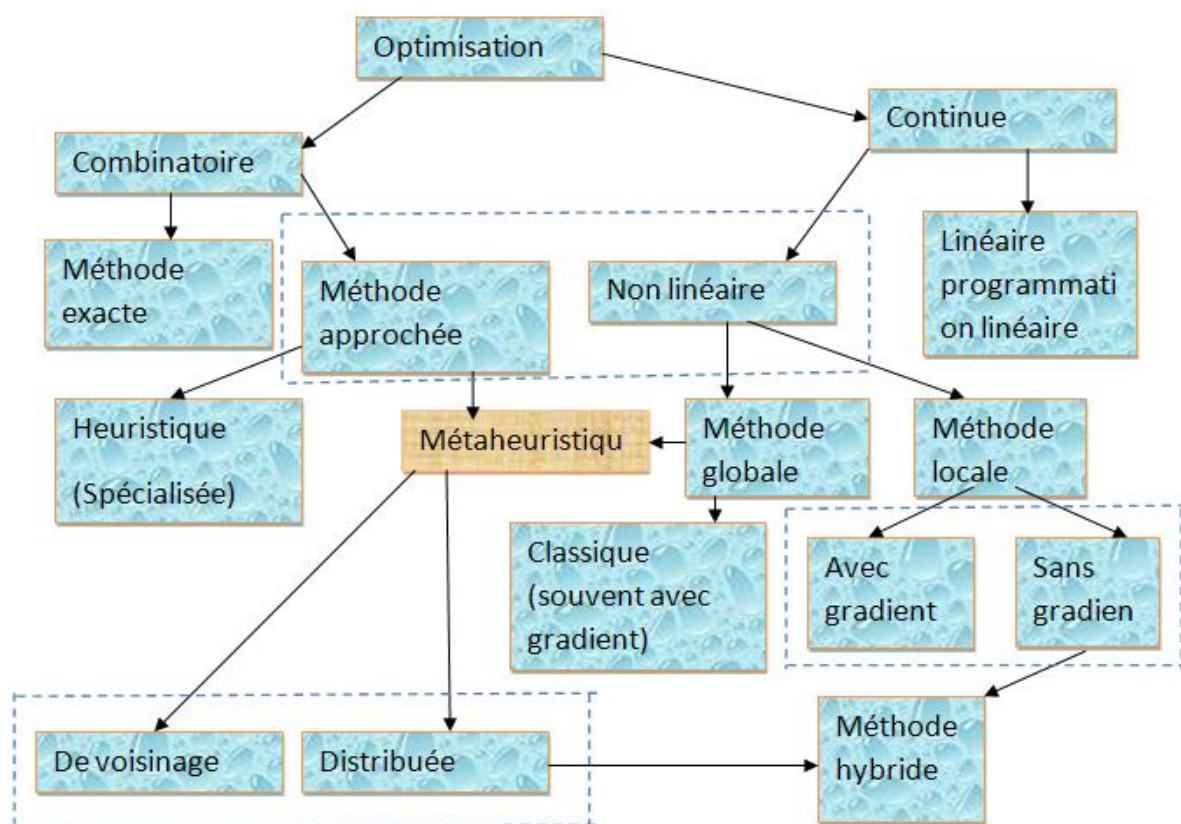 Optimisation
Continue
Combinatoire
Méthode
exacte
Méthode
approchée
Non linéaire
Linéaire
programmati
on linéaire
Heuristique
(Spécialisée)
Métaheuristiqu
Méthode
globale
Méthode
locale
Classique
(souvent avec
gradient)
Avec
gradient
Sans
gradien
De voisinage
Distribuée
Méthode
hybride